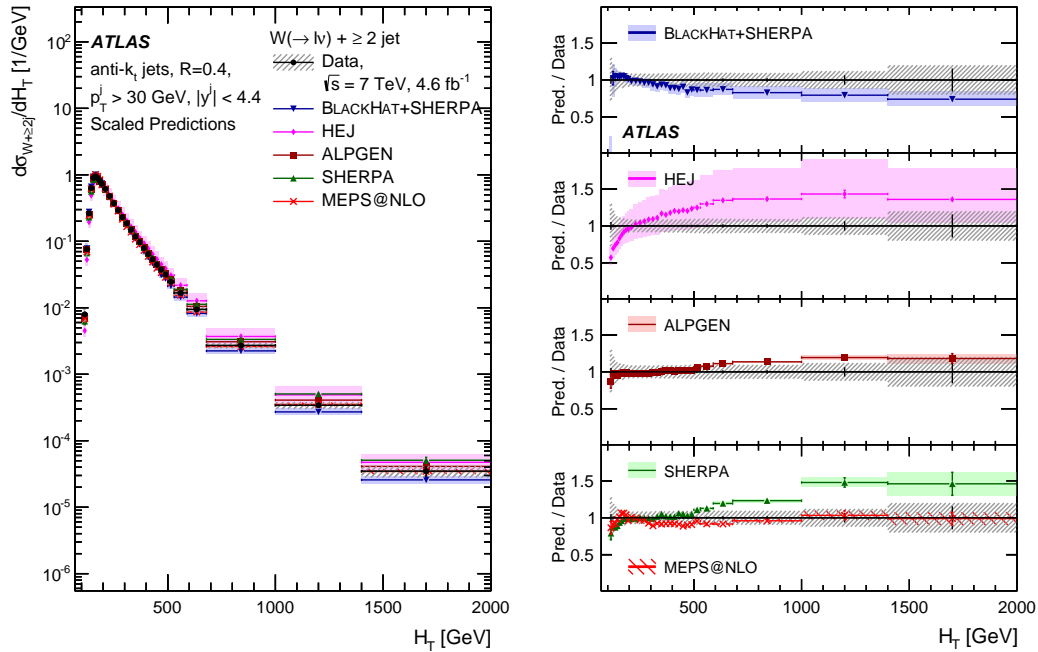 dσ_{W+≥2j}/dH_T [1/GeV]
10^2
10
1
10^{-1}
10^{-2}
10^{-3}
10^{-4}
10^{-5}
10^{-6}
ATLAS
anti-k_t jets, R=0.4,
p_T^j > 30 GeV, |y^j| < 4.4
Scaled Predictions
W(→ lν) + ≥ 2 jet
Data,
√s = 7 TeV, 4.6 fb^{-1}
BLACKHAT+SHERPA
HEJ
ALPGEN
SHERPA
MEPS@NLO
500 1000 1500 2000
H_T [GeV]
Pred. / Data
1.5
1
0.5
BLACKHAT+SHERPA
ATLAS
Pred. / Data
1.5
1
0.5
HEJ
Pred. / Data
1.5
1
0.5
ALPGEN
Pred. / Data
1.5
1
0.5
SHERPA
MEPS@NLO
500 1000 1500 2000
H_T [GeV]